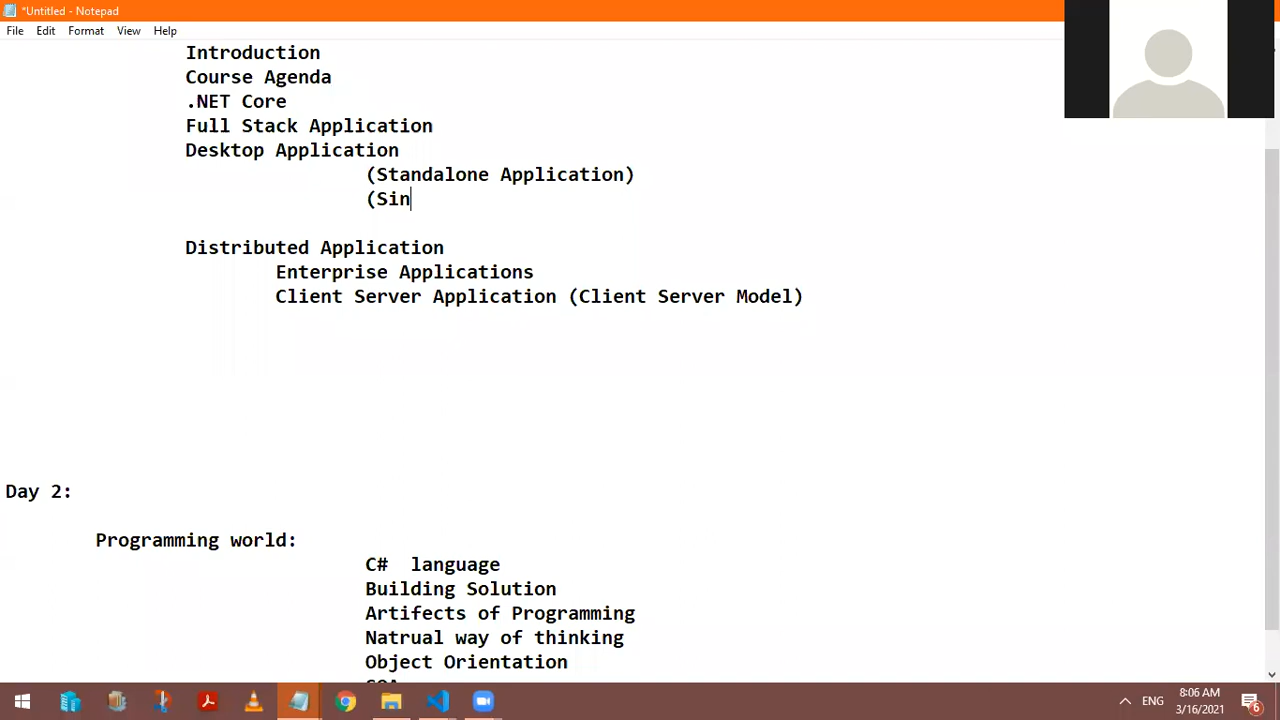 *Untitled - Notepad
File Edit Format View Help
Introduction
Course Agenda
.NET Core
Full Stack Application
Desktop Application
(Standalone Application)
(Sin
Distributed Application
Enterprise Applications
Client Server Application (Client Server Model)
Day 2:
Programming world:
C# language
Building Solution
Artifects of Programming
Natrual way of thinking
Object Orientation
ENG
8:06 AM
3/16/2021
6